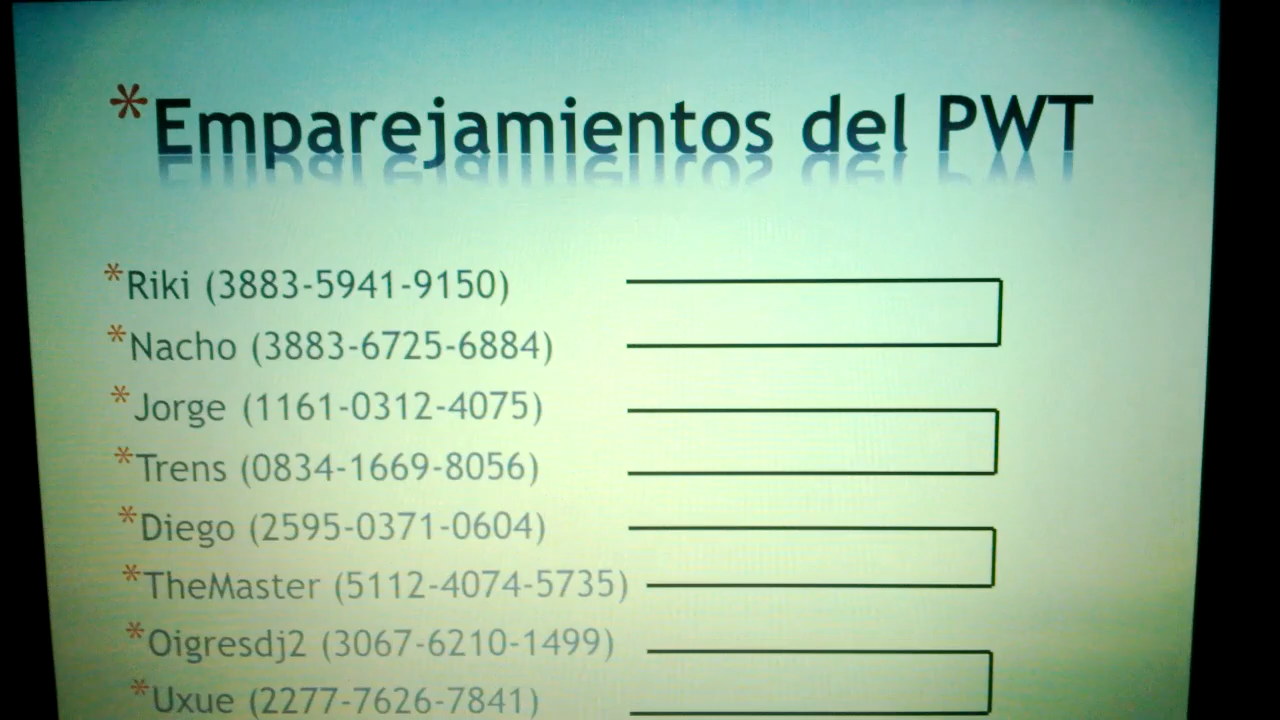 *Emparejamientos del PWT
*Riki (3883-5941-9150)
*Nacho (3883-6725-6884)
*Jorge (1161-0312-4075)
*Trens (0834-1669-8056)
*Diego (2595-0371-0604)
*TheMaster (5112-4074-5735)
*Oigresdj2 (3067-6210-1499)
*Uxue (2277-7626-7841)